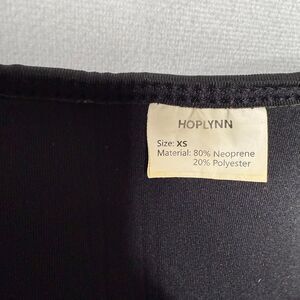 HOPLYNN
Size: XS
Material: 80% Neoprene
20% Polyester